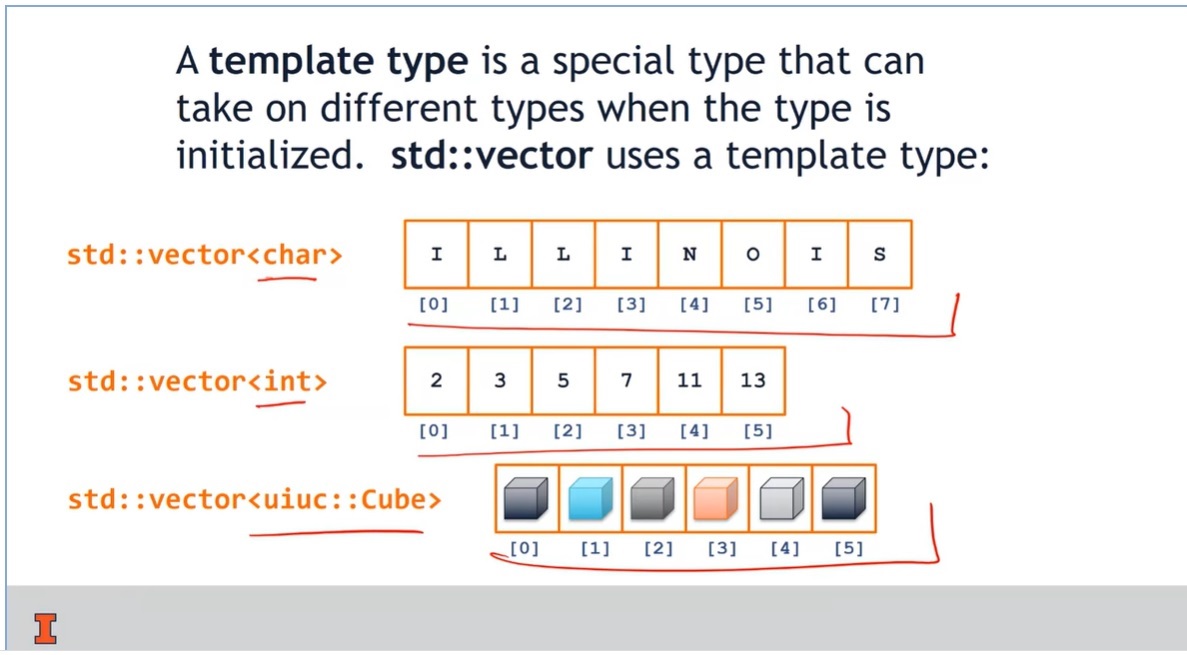 A template type is a special type that can
take on different types when the type is
initialized. std::vector uses a template type:
std::vector<char>
I L L I N O I S
[0] [1] [2] [3] [4] [5] [6] [7]
std::vector<int>
2 3 5 7 11 13
[0] [1] [2] [3] [4] [5]
std::vector<uiuc::Cube>
[0] [1] [2] [3] [4] [5]
I